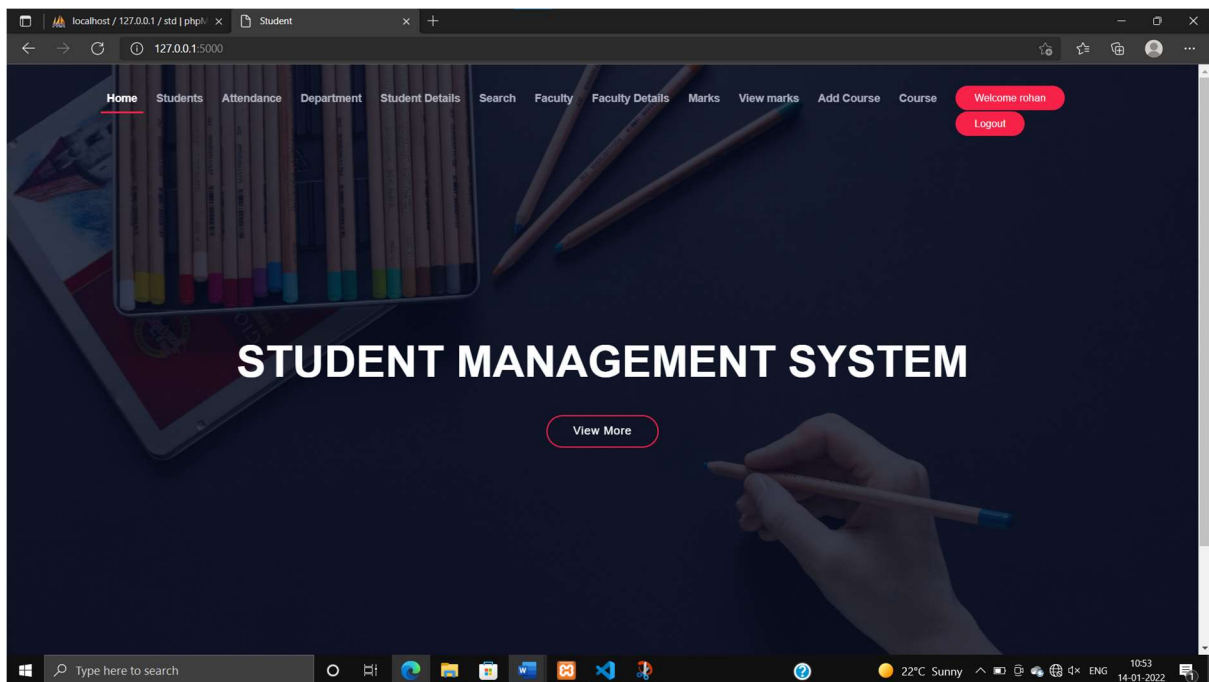 localhost / 127.0.0.1 / std | phpM
Student
127.0.0.1:5000
Home Students Attendance Department Student Details Search Faculty Faculty Details Marks View marks Add Course Course Welcome rohan
Logout
STUDENT MANAGEMENT SYSTEM
View More
Type here to search
22°C Sunny
ENG
10:53
14-01-2022
1